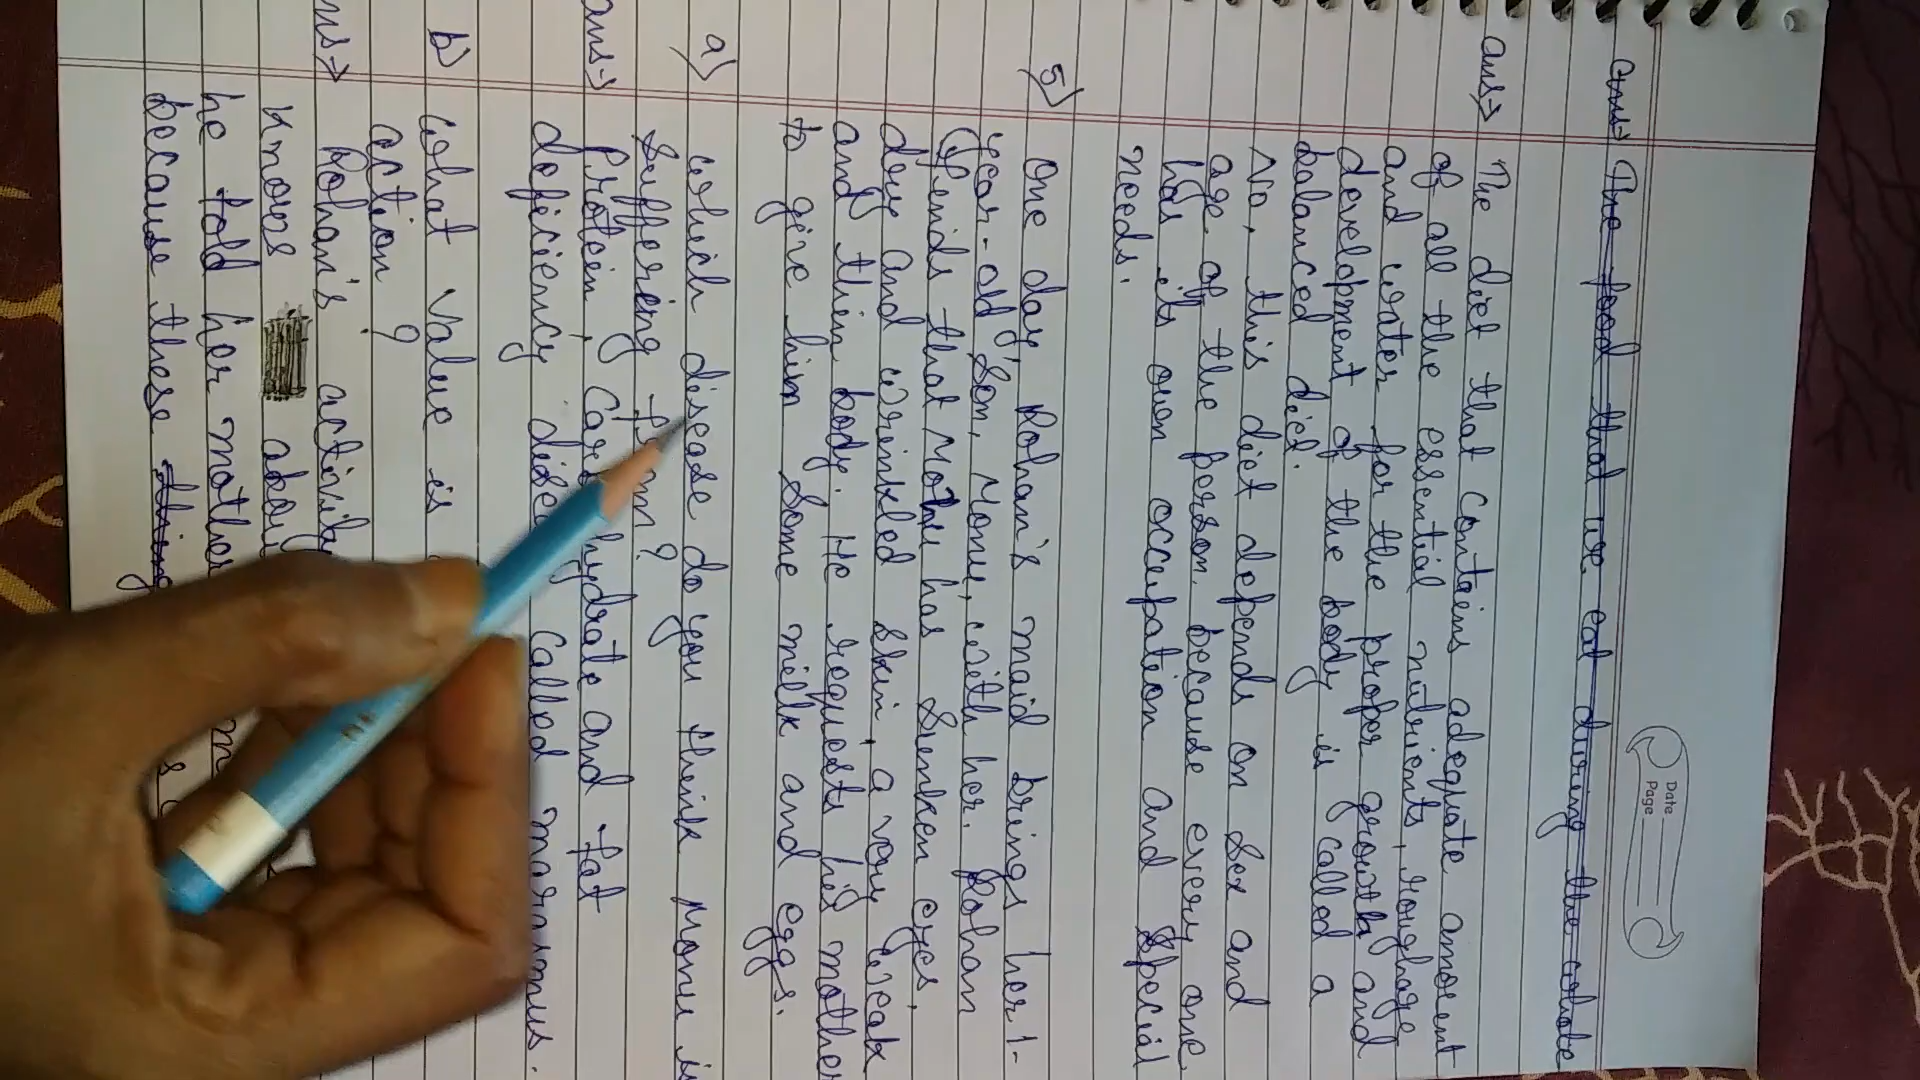 Date
Page
Ans→ The food that we eat during the whole
ans→ The diet that contains adequate amount
of all the essential nutrients, roughage
and water for the proper growth and
development of the body is called a
balanced diet.
No, this diet depends on sex and
age of the person, because every one
has its own occupation and special
needs.
5) One day, Rohan's maid brings her 1-
year-old son, Monu, with her. Rohan
finds that Monu has sunken eyes,
dry and wrinkled skin, a very weak
and thin body. He requests his mother
to give him some milk and eggs.
a) which disease do you think Monu is
suffering from?
ans→ Protein, Carbohydrate and fat
deficiency called marasmus.
b) What value is
action?
ans→ Rohan's activity
knows
he told her mother
because these thing